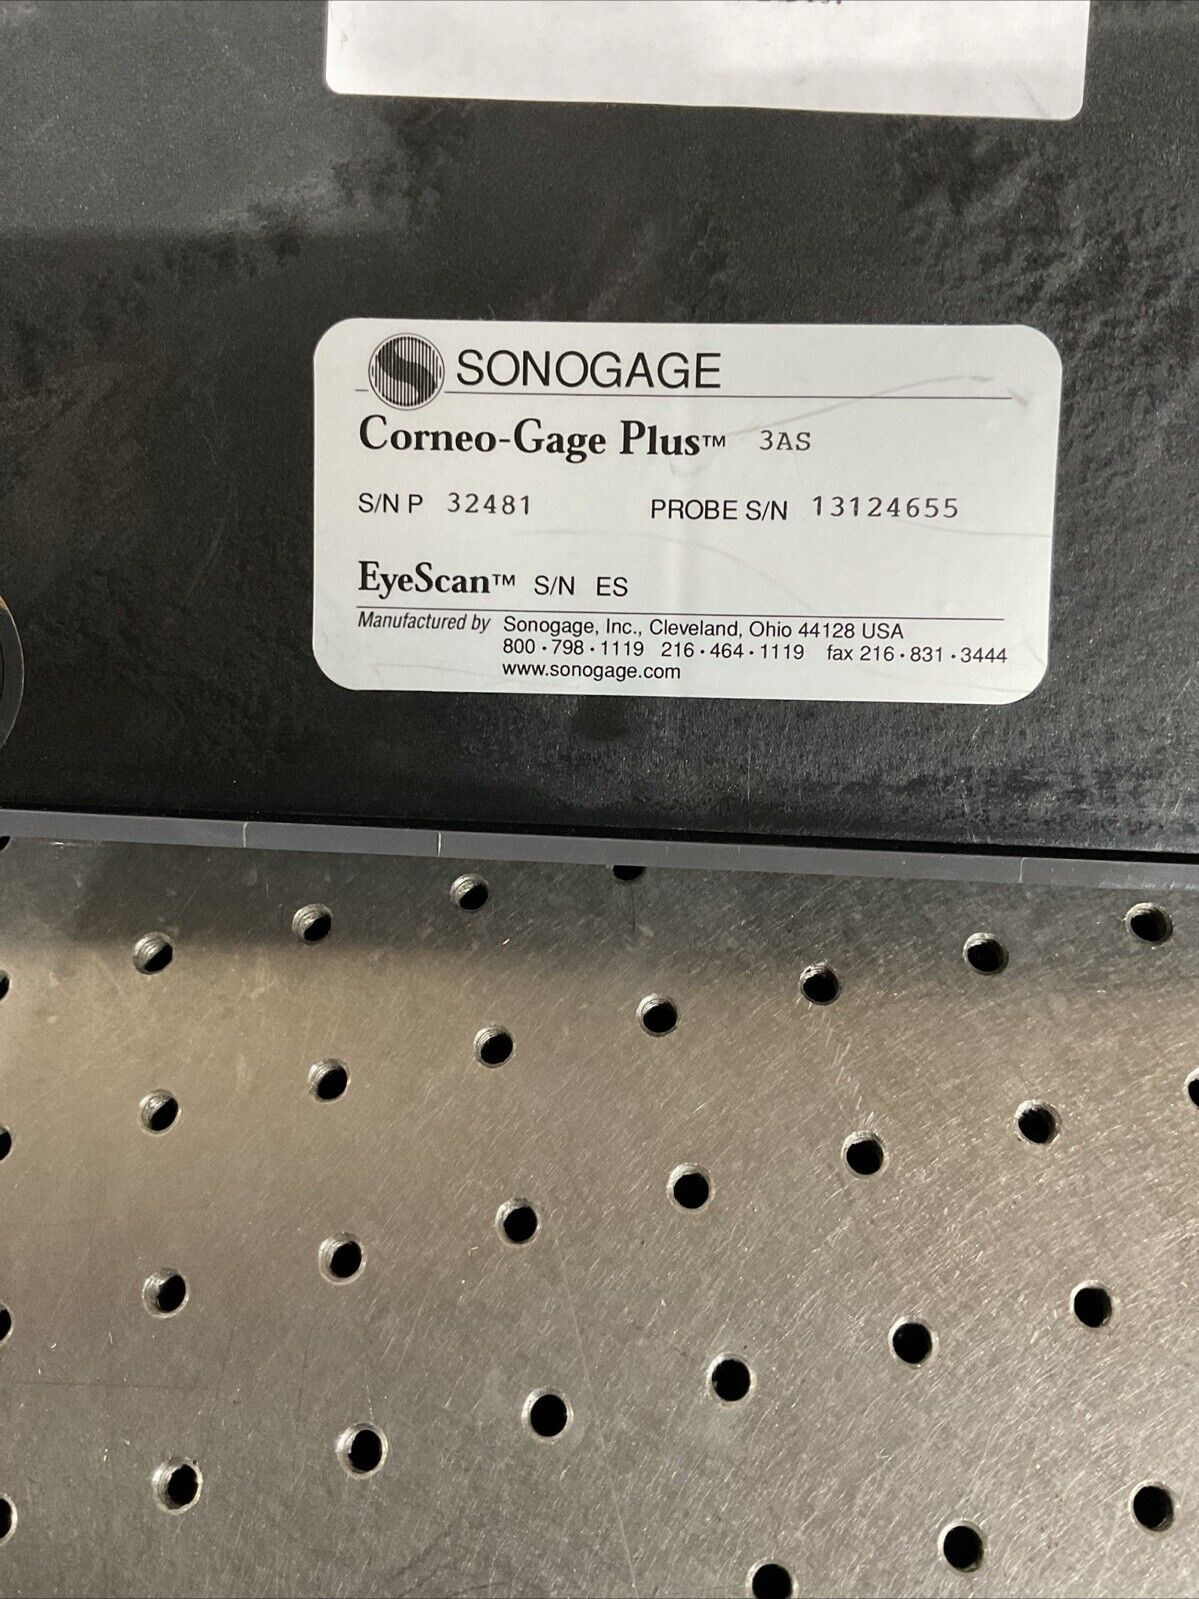 SONOGAGE
Corneo-Gage Plus™ 3AS
S/N P 32481 PROBE S/N 13124655
EyeScan™ S/N ES
Manufactured by Sonogage, Inc., Cleveland, Ohio 44128 USA
800·798·1119 216·464·1119 fax 216·831·3444
www.sonogage.com